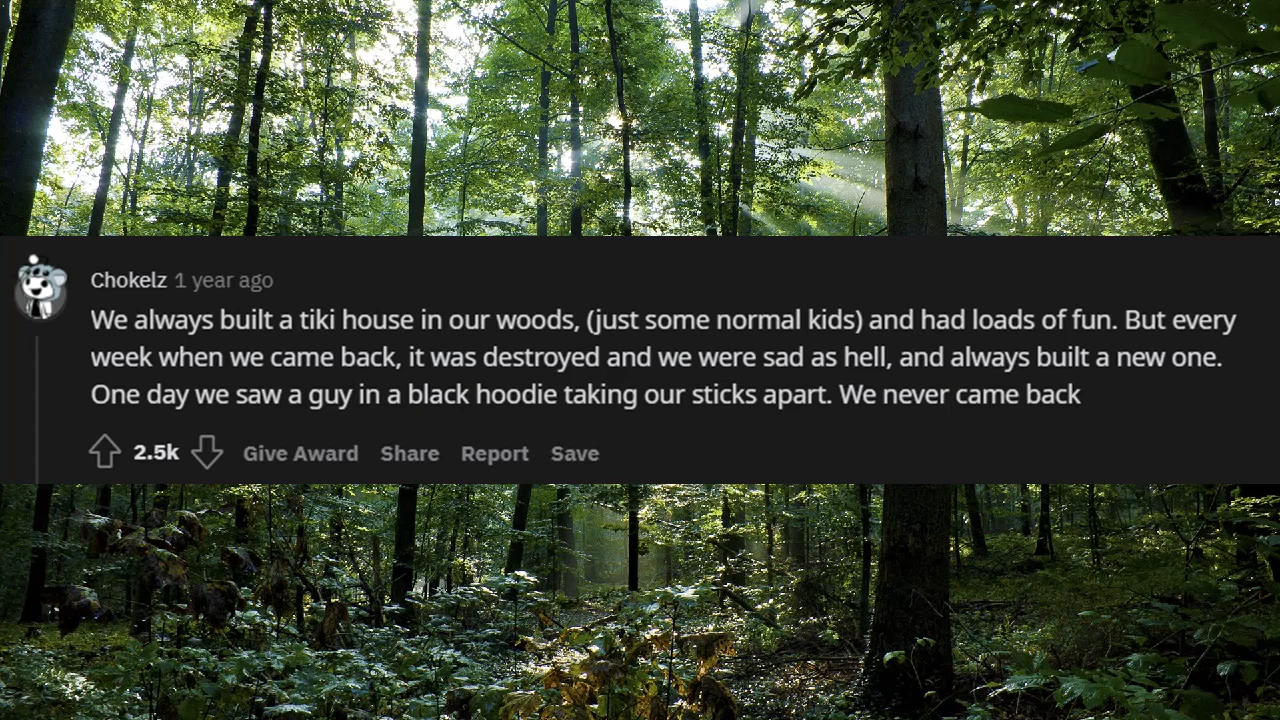 Chokelz 1 year ago
We always built a tiki house in our woods, (just some normal kids) and had loads of fun. But every
week when we came back, it was destroyed and we were sad as hell, and always built a new one.
One day we saw a guy in a black hoodie taking our sticks apart. We never came back
2.5k Give Award Share Report Save